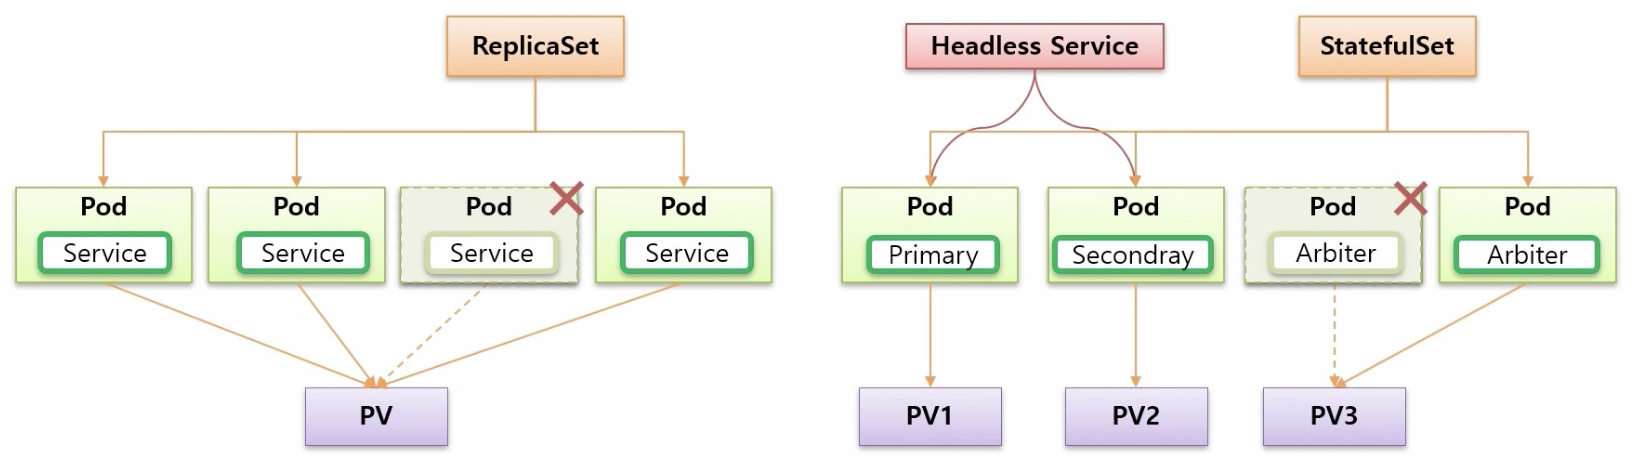 ReplicaSet
Headless Service
StatefulSet
Pod
Service
Pod
Service
Pod
Service
Pod
Service
Pod
Primary
Pod
Secondray
Pod
Arbiter
Pod
Arbiter
PV
PV1
PV2
PV3